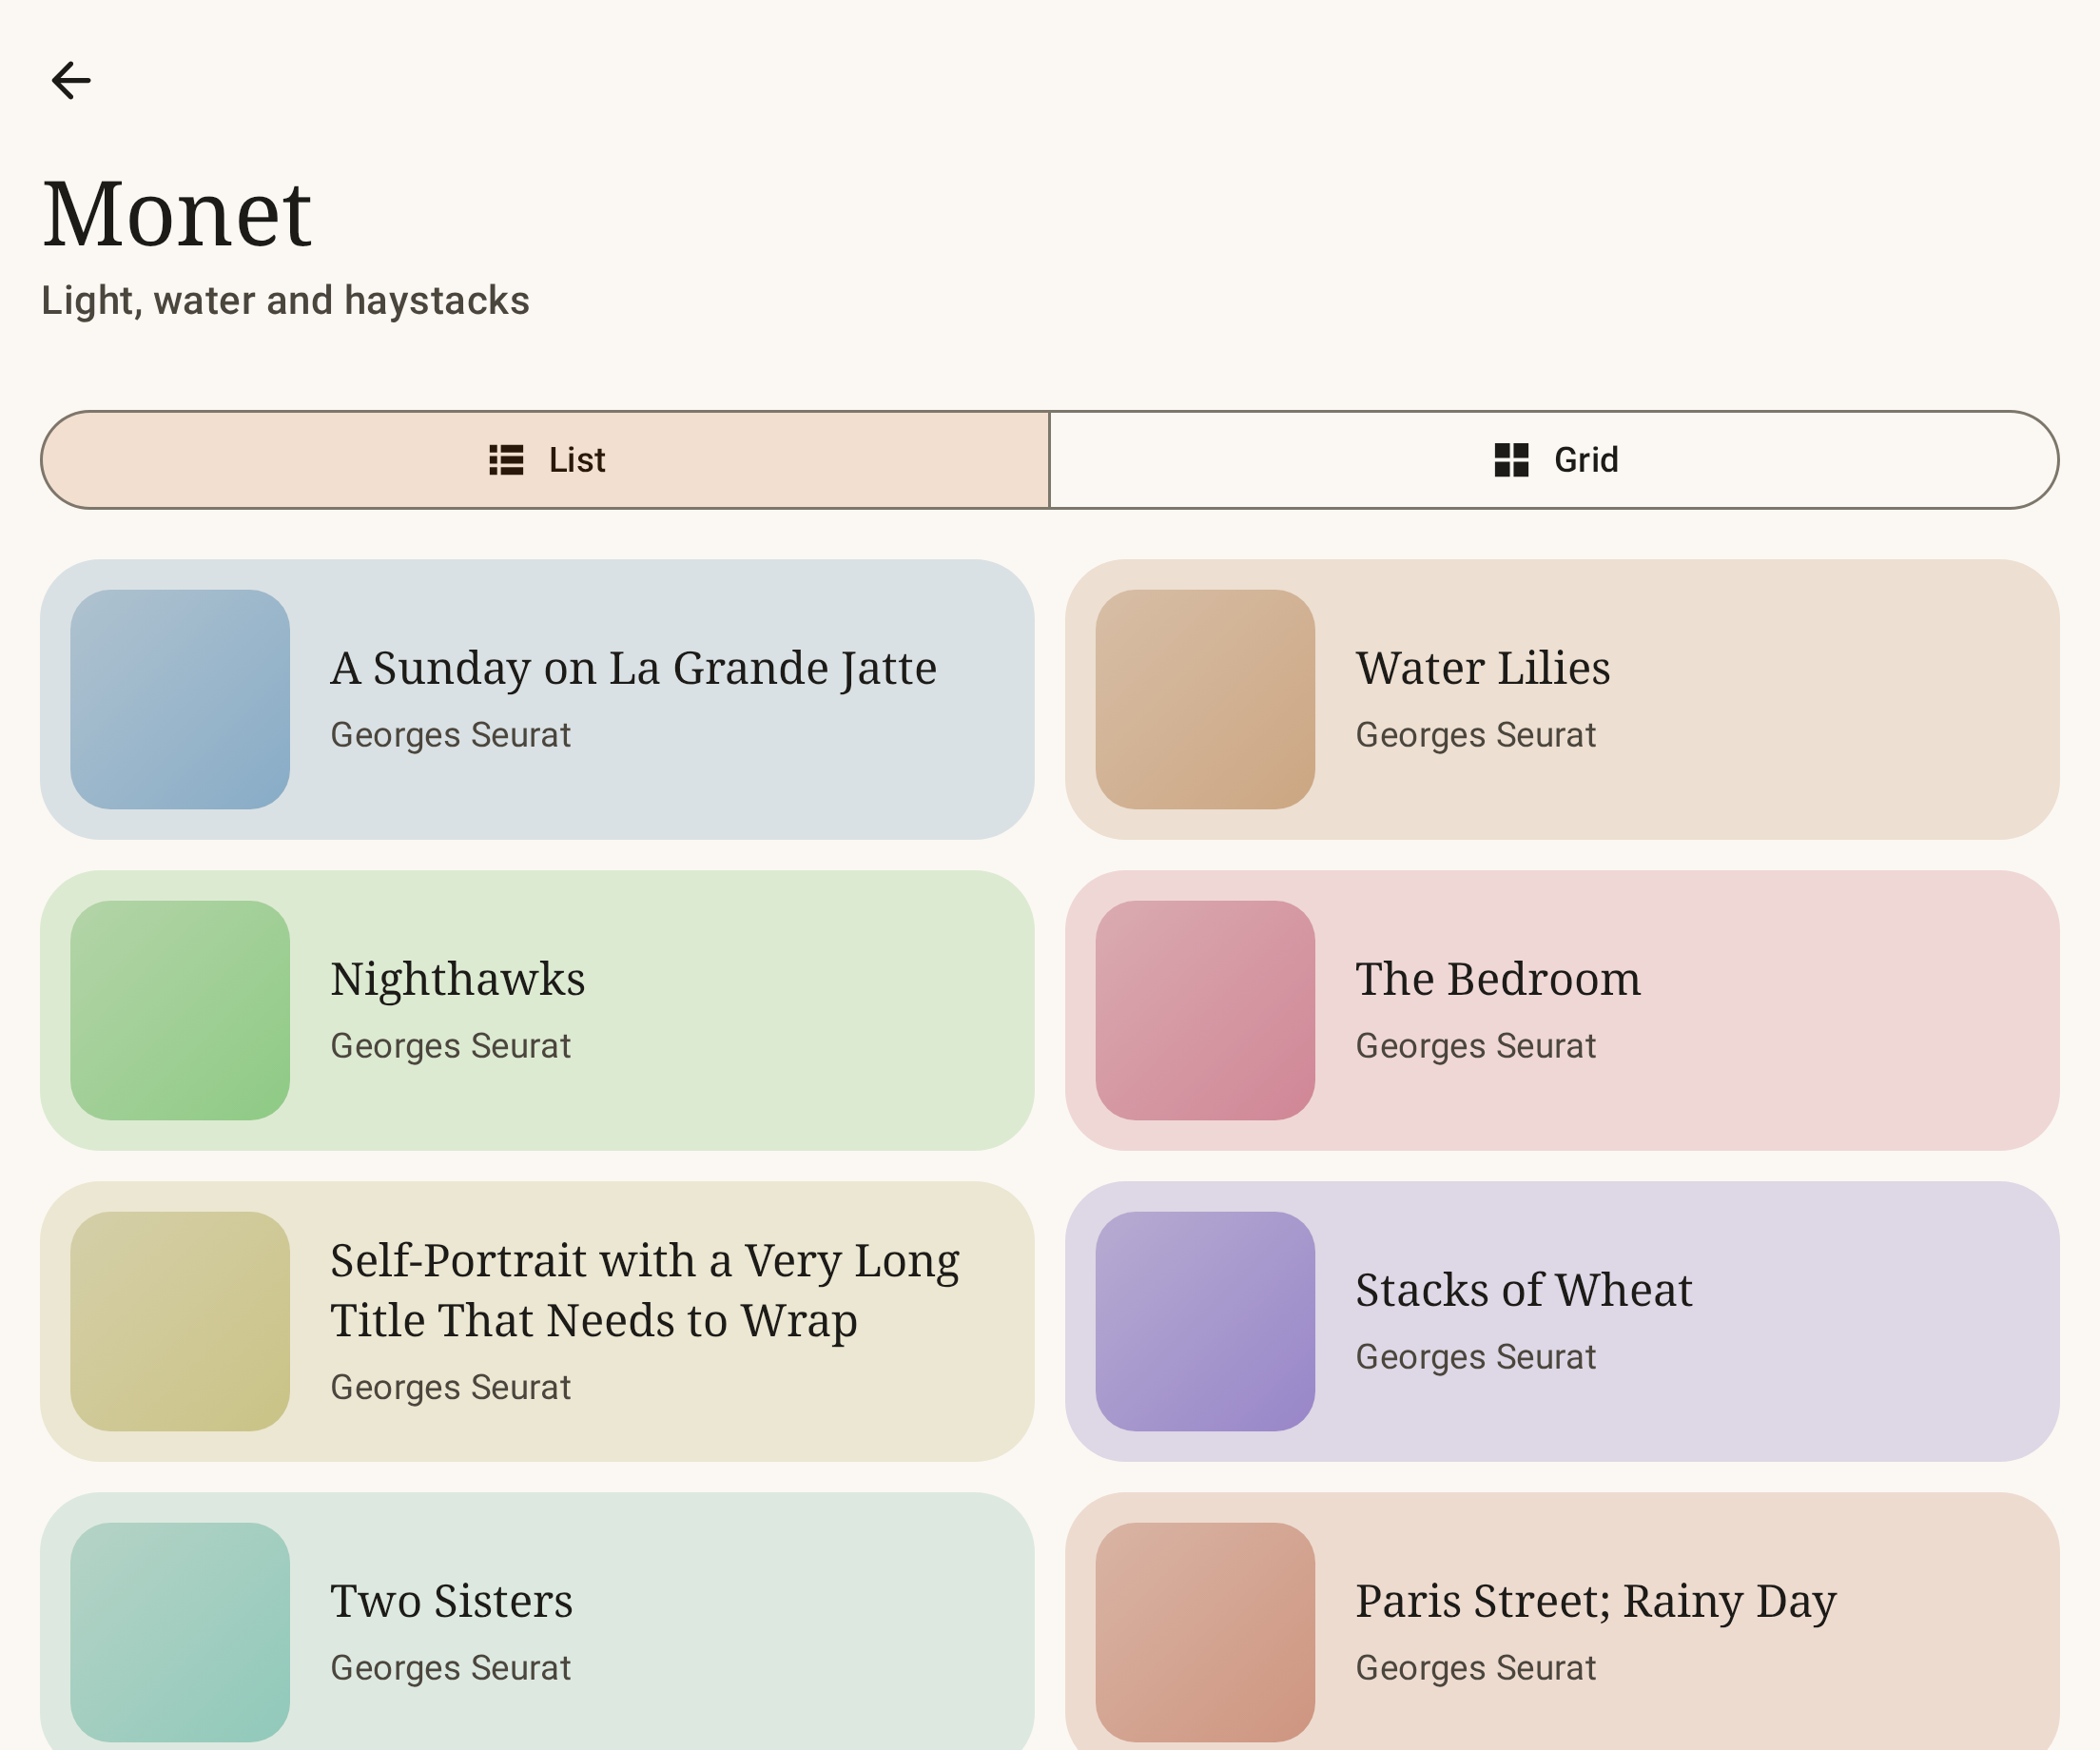 Monet
Light, water and haystacks
List
Grid
A Sunday on La Grande Jatte
Georges Seurat
Water Lilies
Georges Seurat
Nighthawks
Georges Seurat
The Bedroom
Georges Seurat
Self-Portrait with a Very Long
Title That Needs to Wrap
Georges Seurat
Stacks of Wheat
Georges Seurat
Two Sisters
Georges Seurat
Paris Street; Rainy Day
Georges Seurat